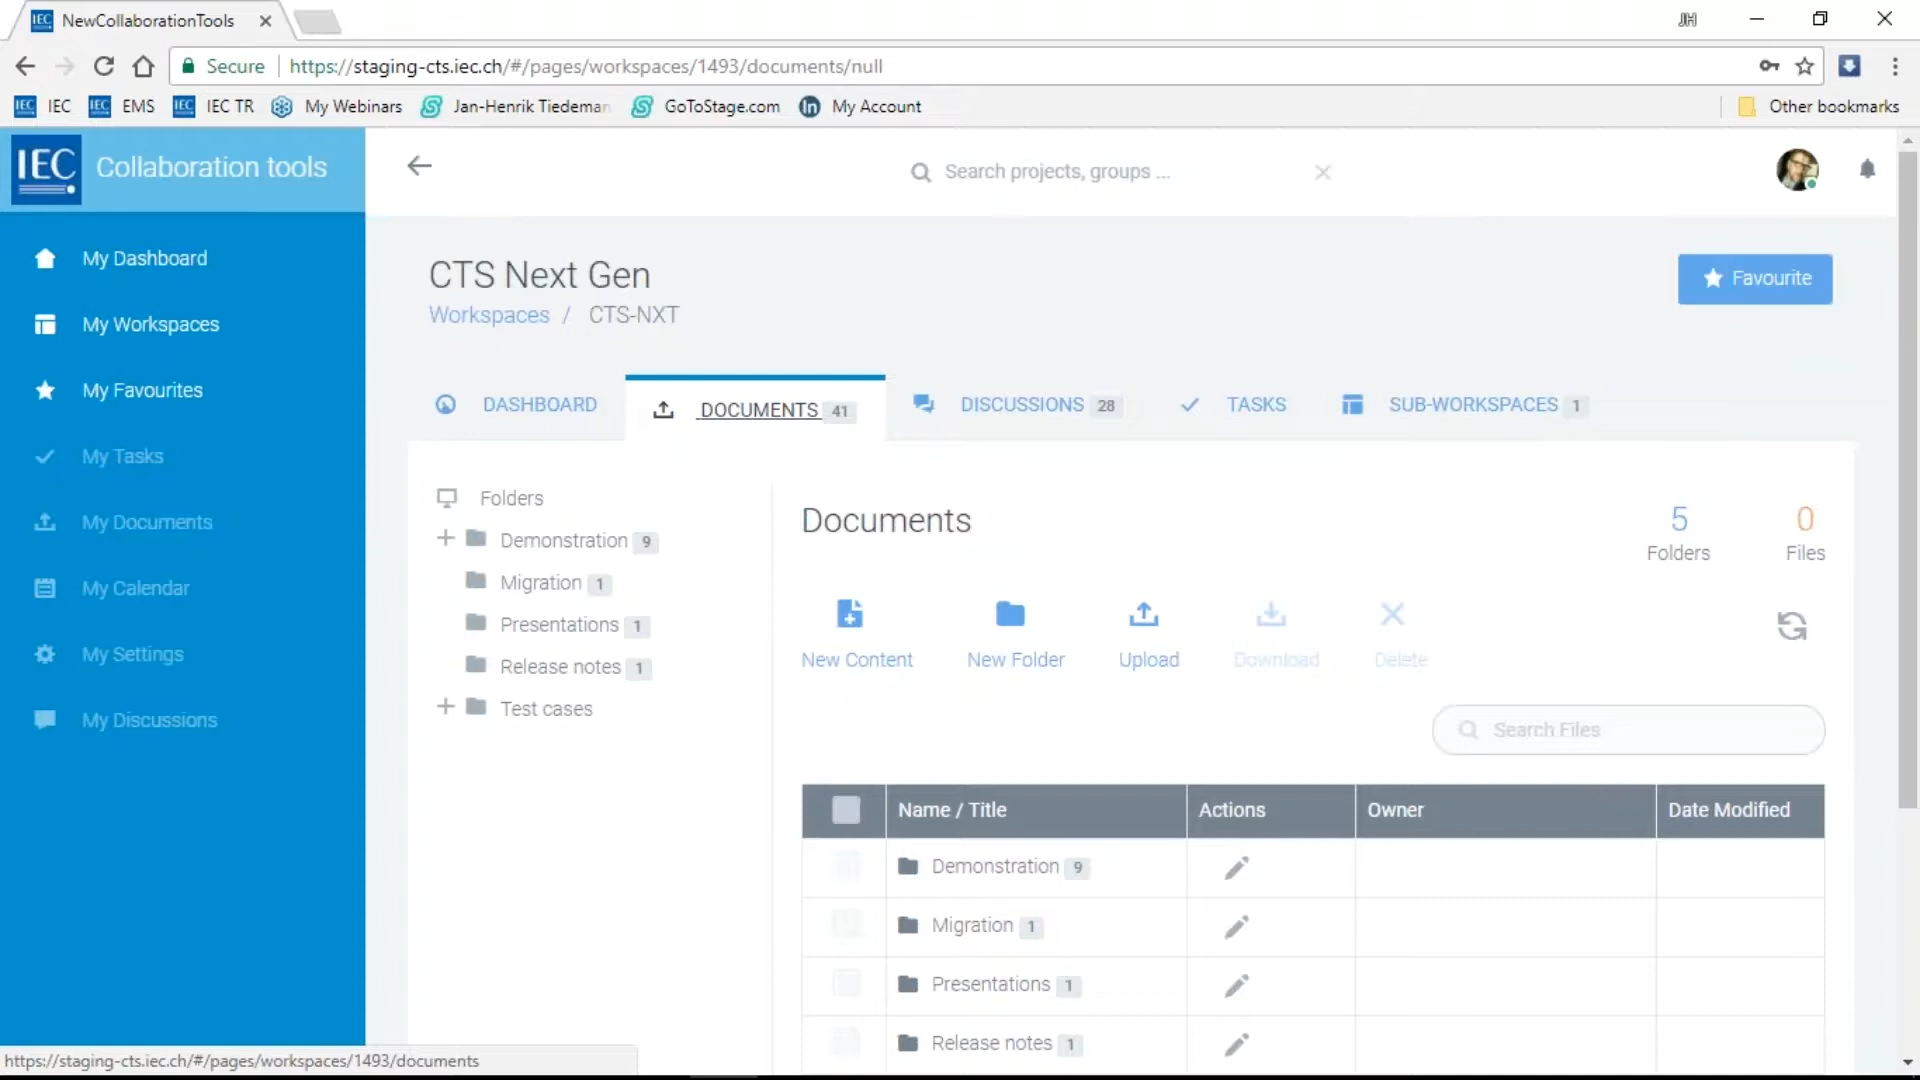 IEC NewCollaborationTools
JH
Secure https://staging-cts.iec.ch/#/pages/workspaces/1493/documents/null
IEC IEC IEC EMS IEC IEC TR My Webinars Jan-Henrik Tiedeman GoToStage.com in My Account Other bookmarks
IEC Collaboration tools
Search projects, groups ...
My Dashboard
My Workspaces
My Favourites
My Tasks
My Documents
My Calendar
My Settings
My Discussions
CTS Next Gen
Workspaces / CTS-NXT
Favourite
DASHBOARD DOCUMENTS 41 DISCUSSIONS 28 TASKS SUB-WORKSPACES 1
Folders
Demonstration 9
Migration 1
Presentations 1
Release notes 1
Test cases
Documents
5 Folders
0 Files
New Content New Folder Upload Download Delete
Search Files
Name / Title Actions Owner Date Modified
Demonstration 9
Migration 1
Presentations 1
Release notes 1
https://staging-cts.iec.ch/#/pages/workspaces/1493/documents